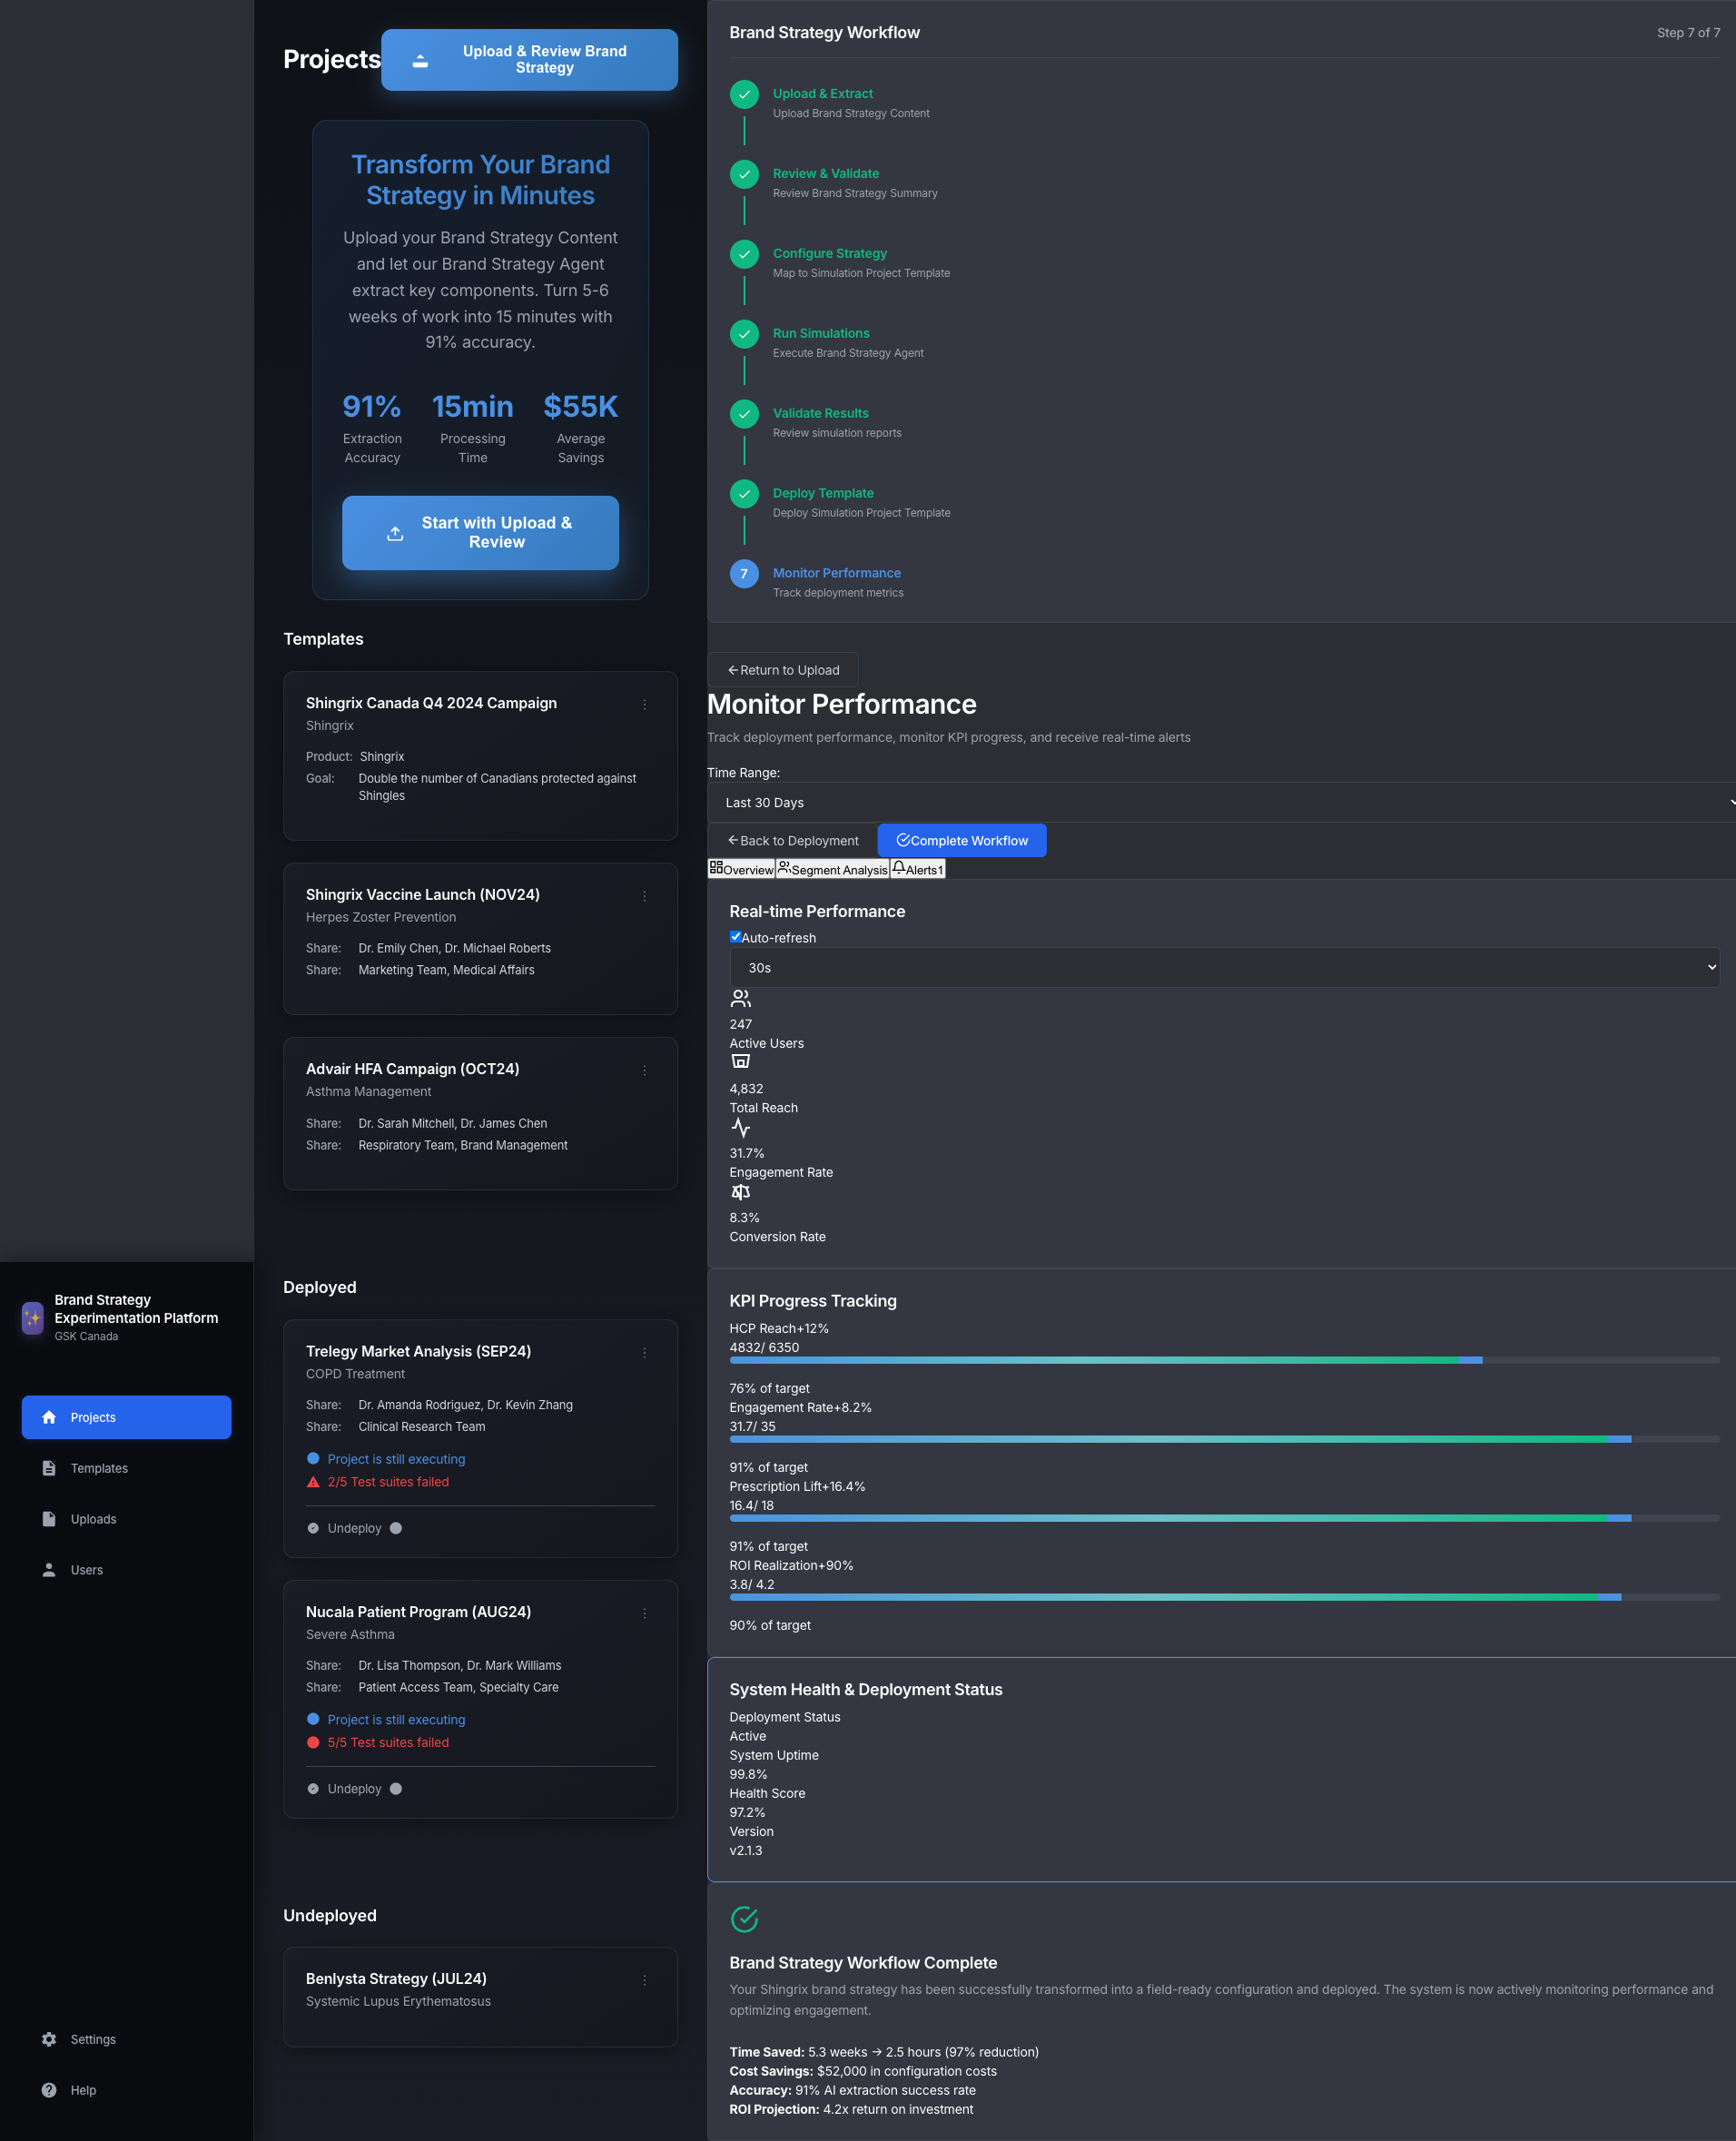 Brand Strategy
Experimentation Platform
GSK Canada
Projects
Templates
Uploads
Users
Settings
Help
Projects
Upload & Review Brand
Strategy
Transform Your Brand
Strategy in Minutes
Upload your Brand Strategy Content
and let our Brand Strategy Agent
extract key components. Turn 5-6
weeks of work into 15 minutes with
91% accuracy.
91%
Extraction
Accuracy
15min
Processing
Time
$55K
Average
Savings
Start with Upload &
Review
Templates
Shingrix Canada Q4 2024 Campaign
Shingrix
Product: Shingrix
Goal: Double the number of Canadians protected against
Shingles
Shingrix Vaccine Launch (NOV24)
Herpes Zoster Prevention
Share: Dr. Emily Chen, Dr. Michael Roberts
Share: Marketing Team, Medical Affairs
Advair HFA Campaign (OCT24)
Asthma Management
Share: Dr. Sarah Mitchell, Dr. James Chen
Share: Respiratory Team, Brand Management
Deployed
Trelegy Market Analysis (SEP24)
COPD Treatment
Share: Dr. Amanda Rodriguez, Dr. Kevin Zhang
Share: Clinical Research Team
Project is still executing
2/5 Test suites failed
Undeploy
Nucala Patient Program (AUG24)
Severe Asthma
Share: Dr. Lisa Thompson, Dr. Mark Williams
Share: Patient Access Team, Specialty Care
Project is still executing
5/5 Test suites failed
Undeploy
Undeployed
Benlysta Strategy (JUL24)
Systemic Lupus Erythematosus
Brand Strategy Workflow
Step 7 of 7
Upload & Extract
Upload Brand Strategy Content
Review & Validate
Review Brand Strategy Summary
Configure Strategy
Map to Simulation Project Template
Run Simulations
Execute Brand Strategy Agent
Validate Results
Review simulation reports
Deploy Template
Deploy Simulation Project Template
7
Monitor Performance
Track deployment metrics
Return to Upload
Monitor Performance
Track deployment performance, monitor KPI progress, and receive real-time alerts
Time Range:
Last 30 Days
Back to Deployment
Complete Workflow
Overview
Segment Analysis
Alerts1
Real-time Performance
Auto-refresh
30s
247
Active Users
4,832
Total Reach
31.7%
Engagement Rate
8.3%
Conversion Rate
KPI Progress Tracking
HCP Reach+12%
4832/ 6350
76% of target
Engagement Rate+8.2%
31.7/ 35
91% of target
Prescription Lift+16.4%
16.4/ 18
91% of target
ROI Realization+90%
3.8/ 4.2
90% of target
System Health & Deployment Status
Deployment Status
Active
System Uptime
99.8%
Health Score
97.2%
Version
v2.1.3
Brand Strategy Workflow Complete
Your Shingrix brand strategy has been successfully transformed into a field-ready configuration and deployed. The system is now actively monitoring performance and
optimizing engagement.
Time Saved: 5.3 weeks → 2.5 hours (97% reduction)
Cost Savings: $52,000 in configuration costs
Accuracy: 91% AI extraction success rate
ROI Projection: 4.2x return on investment